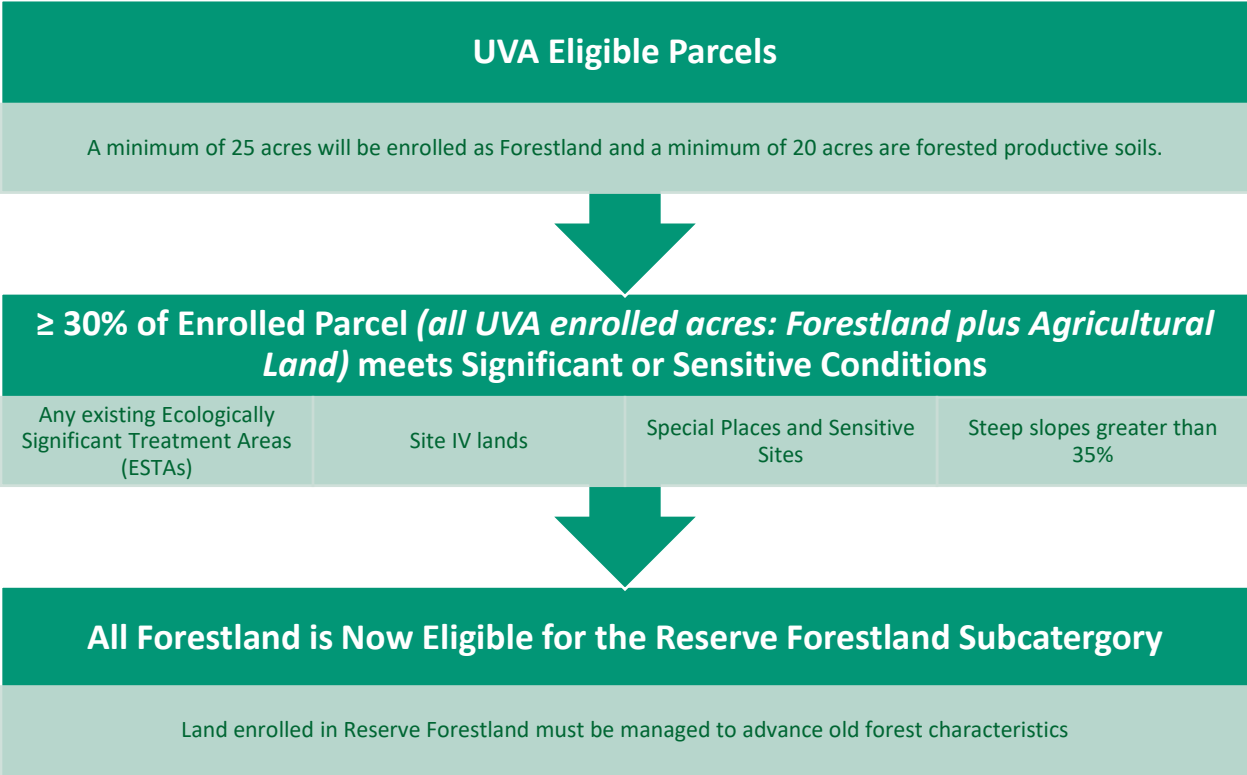 UVA Eligible Parcels
A minimum of 25 acres will be enrolled as Forestland and a minimum of 20 acres are forested productive soils.
≥ 30% of Enrolled Parcel (all UVA enrolled acres: Forestland plus Agricultural
Land) meets Significant or Sensitive Conditions
Any existing Ecologically
Significant Treatment Areas
(ESTAs)
Site IV lands
Special Places and Sensitive
Sites
Steep slopes greater than
35%
All Forestland is Now Eligible for the Reserve Forestland Subcatergory
Land enrolled in Reserve Forestland must be managed to advance old forest characteristics